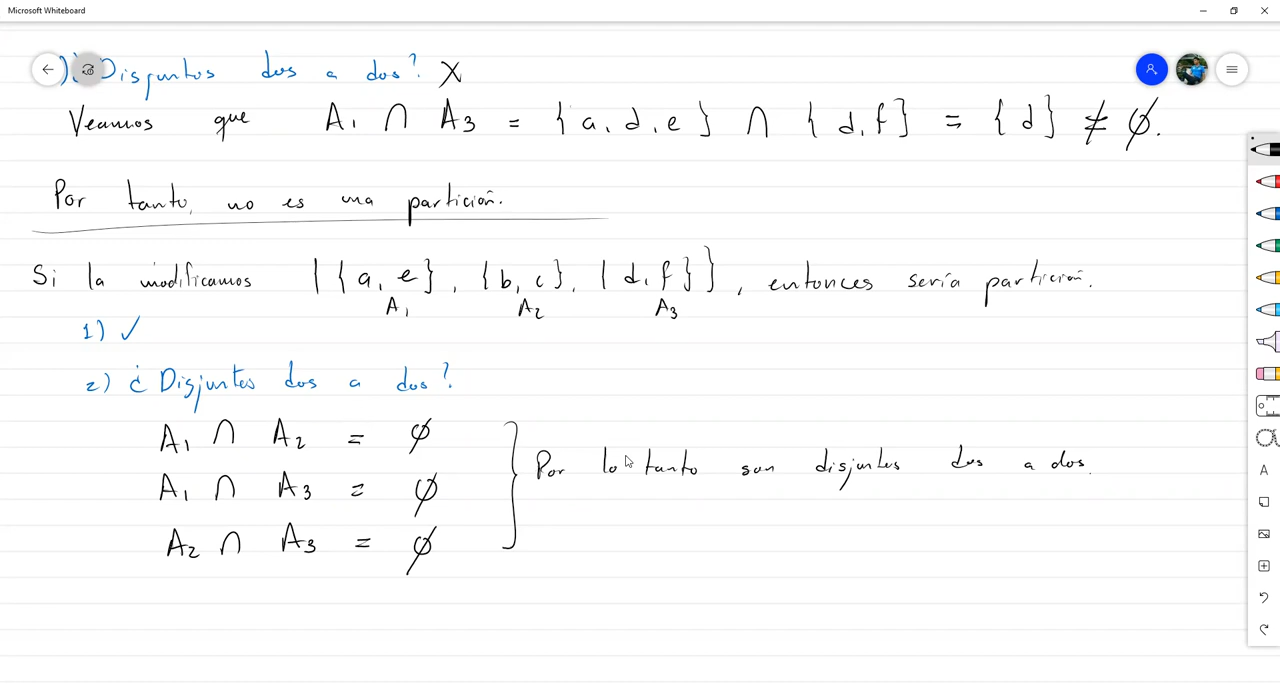 Microsoft Whiteboard
Disjuntos dos a dos? X
Veamos que A₁ ∩ A₃ = {a, d, e} ∩ {d, f} = {d} ≠ ∅.
Por tanto, no es una partición.
Si la modificamos {{a, e}, {b, c}, {d, f}}, entonces sería partición.
A₁ A₂ A₃
1) ✓
2) ¿Disjuntos dos a dos?
A₁ ∩ A₂ = ∅
A₁ ∩ A₃ = ∅ } Por lo tanto son disjuntos dos a dos.
A₂ ∩ A₃ = ∅